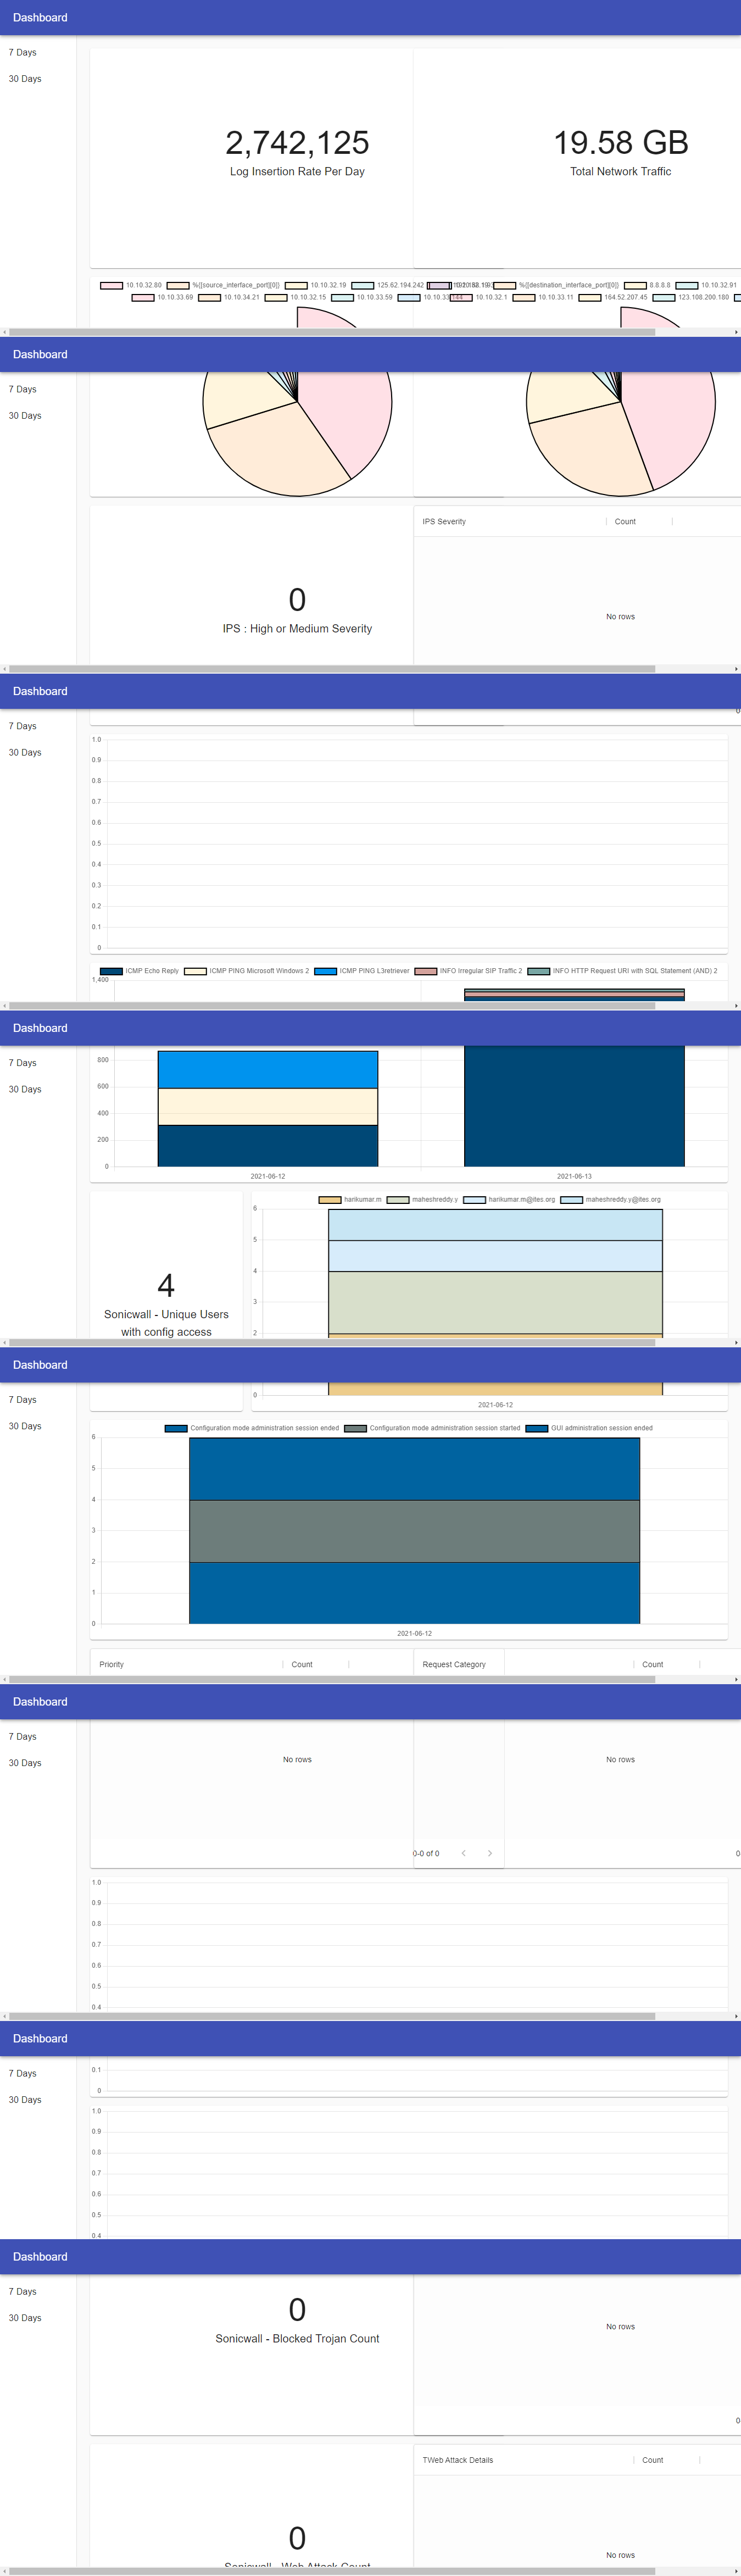 Dashboard
7 Days
30 Days
2,742,125
Log Insertion Rate Per Day
19.58 GB
Total Network Traffic
10.10.32.80 %{[source_interface_port][0]} 10.10.32.19 125.62.194.242
%{[destination_interface_port][0]} 8.8.8.8 10.10.32.91
10.10.33.69 10.10.34.21 10.10.32.15 10.10.33.59
10.10.32.1 10.10.33.11 164.52.207.45 123.108.200.180
Dashboard
7 Days
30 Days
IPS Severity Count
No rows
0
IPS : High or Medium Severity
Dashboard
7 Days
30 Days
1.0
0.9
0.8
0.7
0.6
0.5
0.4
0.3
0.2
0.1
0
ICMP Echo Reply ICMP PING Microsoft Windows 2 ICMP PING L3retriever INFO Irregular SIP Traffic 2 INFO HTTP Request URI with SQL Statement (AND) 2
1,400
Dashboard
7 Days
30 Days
800
600
400
200
0
2021-06-12 2021-06-13
4
Sonicwall - Unique Users
with config access
harikumar.m maheshreddy.y harikumar.m@ites.org maheshreddy.y@ites.org
6
5
4
3
2
Dashboard
7 Days
30 Days
0
2021-06-12
Configuration mode administration session ended Configuration mode administration session started GUI administration session ended
6
5
4
3
2
1
0
2021-06-12
Priority Count Request Category Count
Dashboard
7 Days
30 Days
No rows No rows
0-0 of 0 0
1.0
0.9
0.8
0.7
0.6
0.5
0.4
Dashboard
7 Days
30 Days
0.1
0
1.0
0.9
0.8
0.7
0.6
0.5
0.4
Dashboard
7 Days
30 Days
0
Sonicwall - Blocked Trojan Count
No rows
0
TWeb Attack Details Count
0
Sonicwall - Web Attack Count
No rows